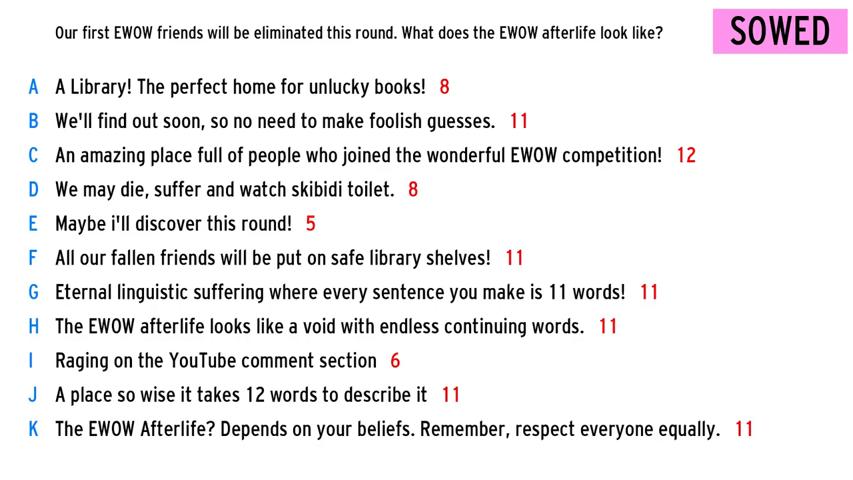 Our first EWOW friends will be eliminated this round. What does the EWOW afterlife look like? SOWED
A A Library! The perfect home for unlucky books! 8
B We'll find out soon, so no need to make foolish guesses. 11
C An amazing place full of people who joined the wonderful EWOW competition! 12
D We may die, suffer and watch skibidi toilet. 8
E Maybe i'll discover this round! 5
F All our fallen friends will be put on safe library shelves! 11
G Eternal linguistic suffering where every sentence you make is 11 words! 11
H The EWOW afterlife looks like a void with endless continuing words. 11
I Raging on the YouTube comment section 6
J A place so wise it takes 12 words to describe it 11
K The EWOW Afterlife? Depends on your beliefs. Remember, respect everyone equally. 11